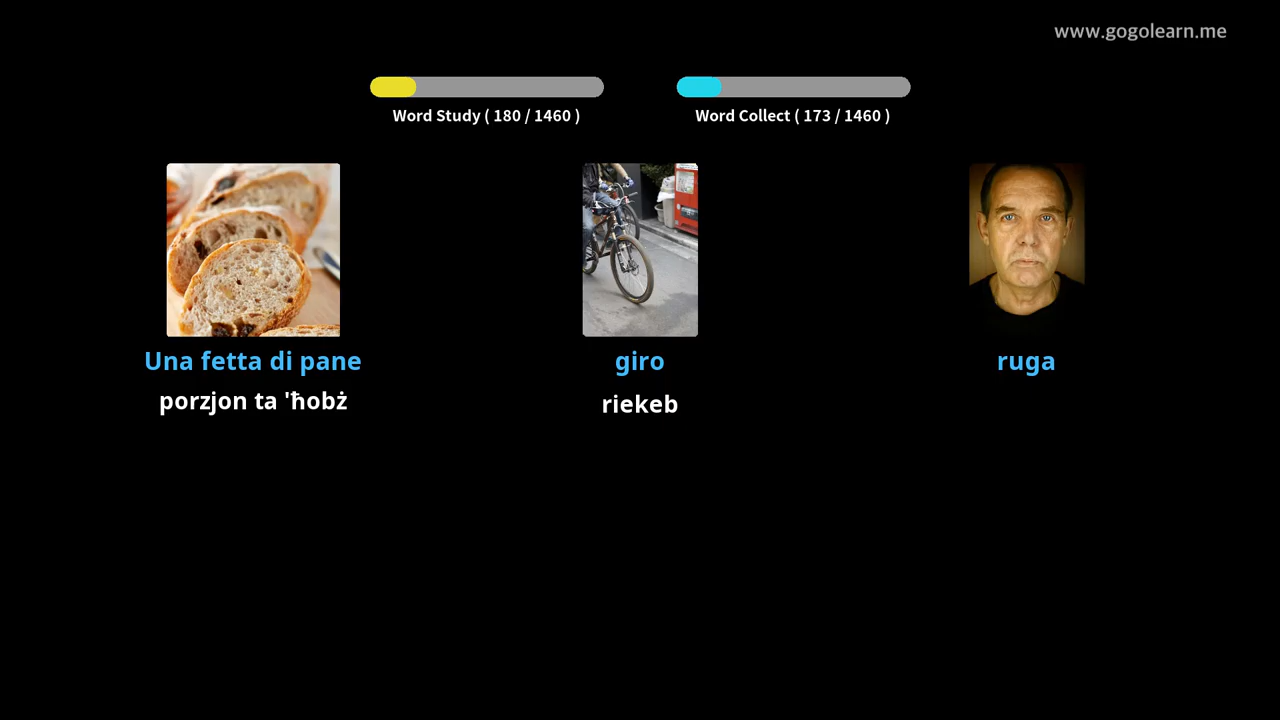 www.gogolearn.me
Word Study ( 180 / 1460 )
Word Collect ( 173 / 1460 )
Una fetta di pane
giro
ruga
porzjon ta 'ħobż
riekeb